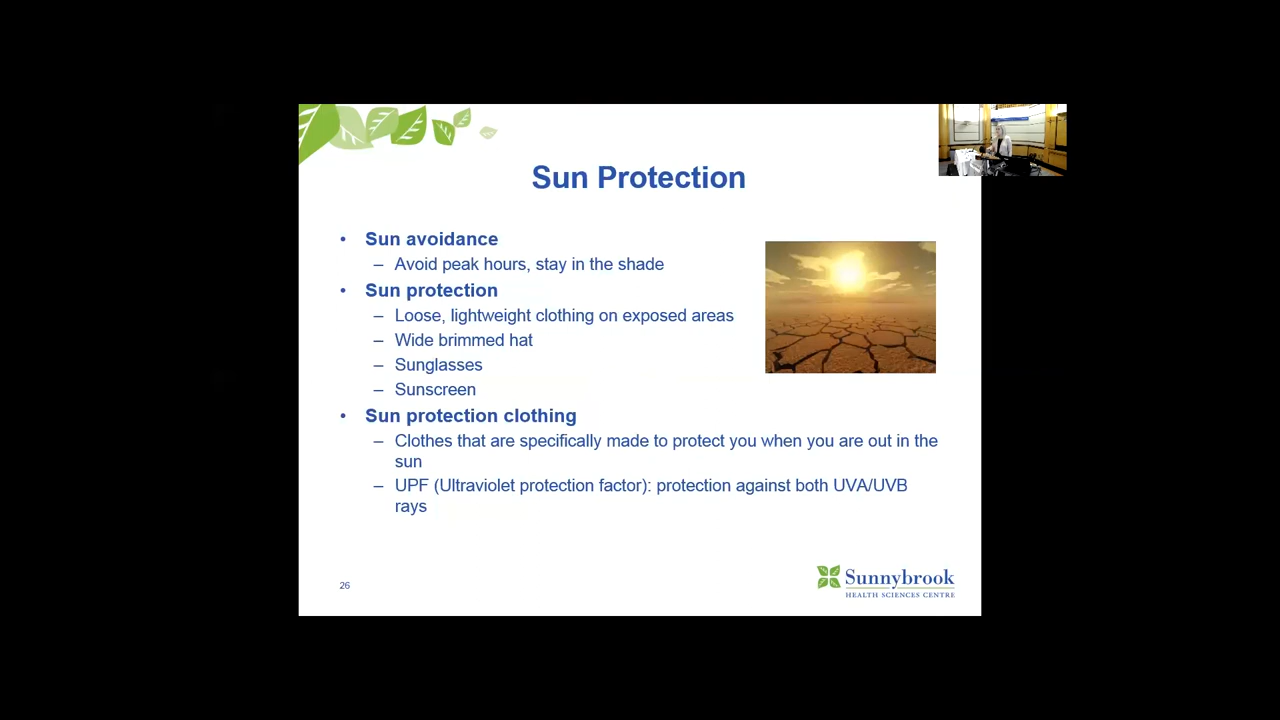 Sun Protection
• Sun avoidance
– Avoid peak hours, stay in the shade
• Sun protection
– Loose, lightweight clothing on exposed areas
– Wide brimmed hat
– Sunglasses
– Sunscreen
• Sun protection clothing
– Clothes that are specifically made to protect you when you are out in the
sun
– UPF (Ultraviolet protection factor): protection against both UVA/UVB
rays
26
Sunnybrook
HEALTH SCIENCES CENTRE